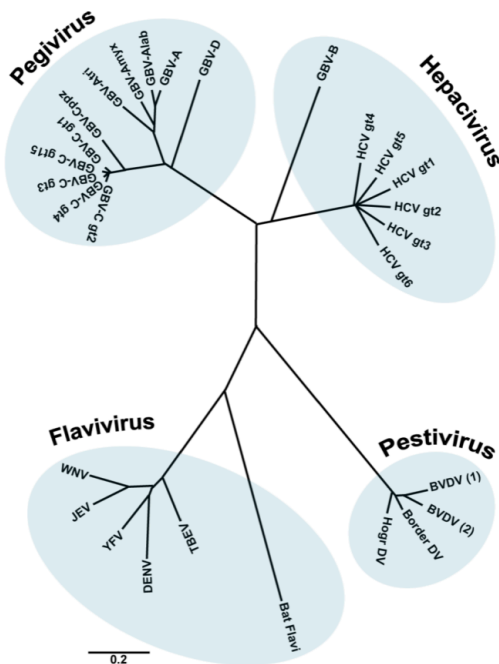 Pegivirus
GBV-Atri
GBV-Amyx
GBV-Alab
GBV-A
GBV-D
GBV-Cppz
GBV-C gt1
GBV-C gt15
GBV-C gt3
GBV-C gt4
GBV-C gt2
Hepacivirus
GBV-B
HCV gt4
HCV gt5
HCV gt1
HCV gt2
HCV gt3
HCV gt6
Flavivirus
WNV
JEV
YFV
DENV
TBEV
Bat Flavi
Pestivirus
BVDV (1)
BVDV (2)
Border DV
Hogr DV
0.2